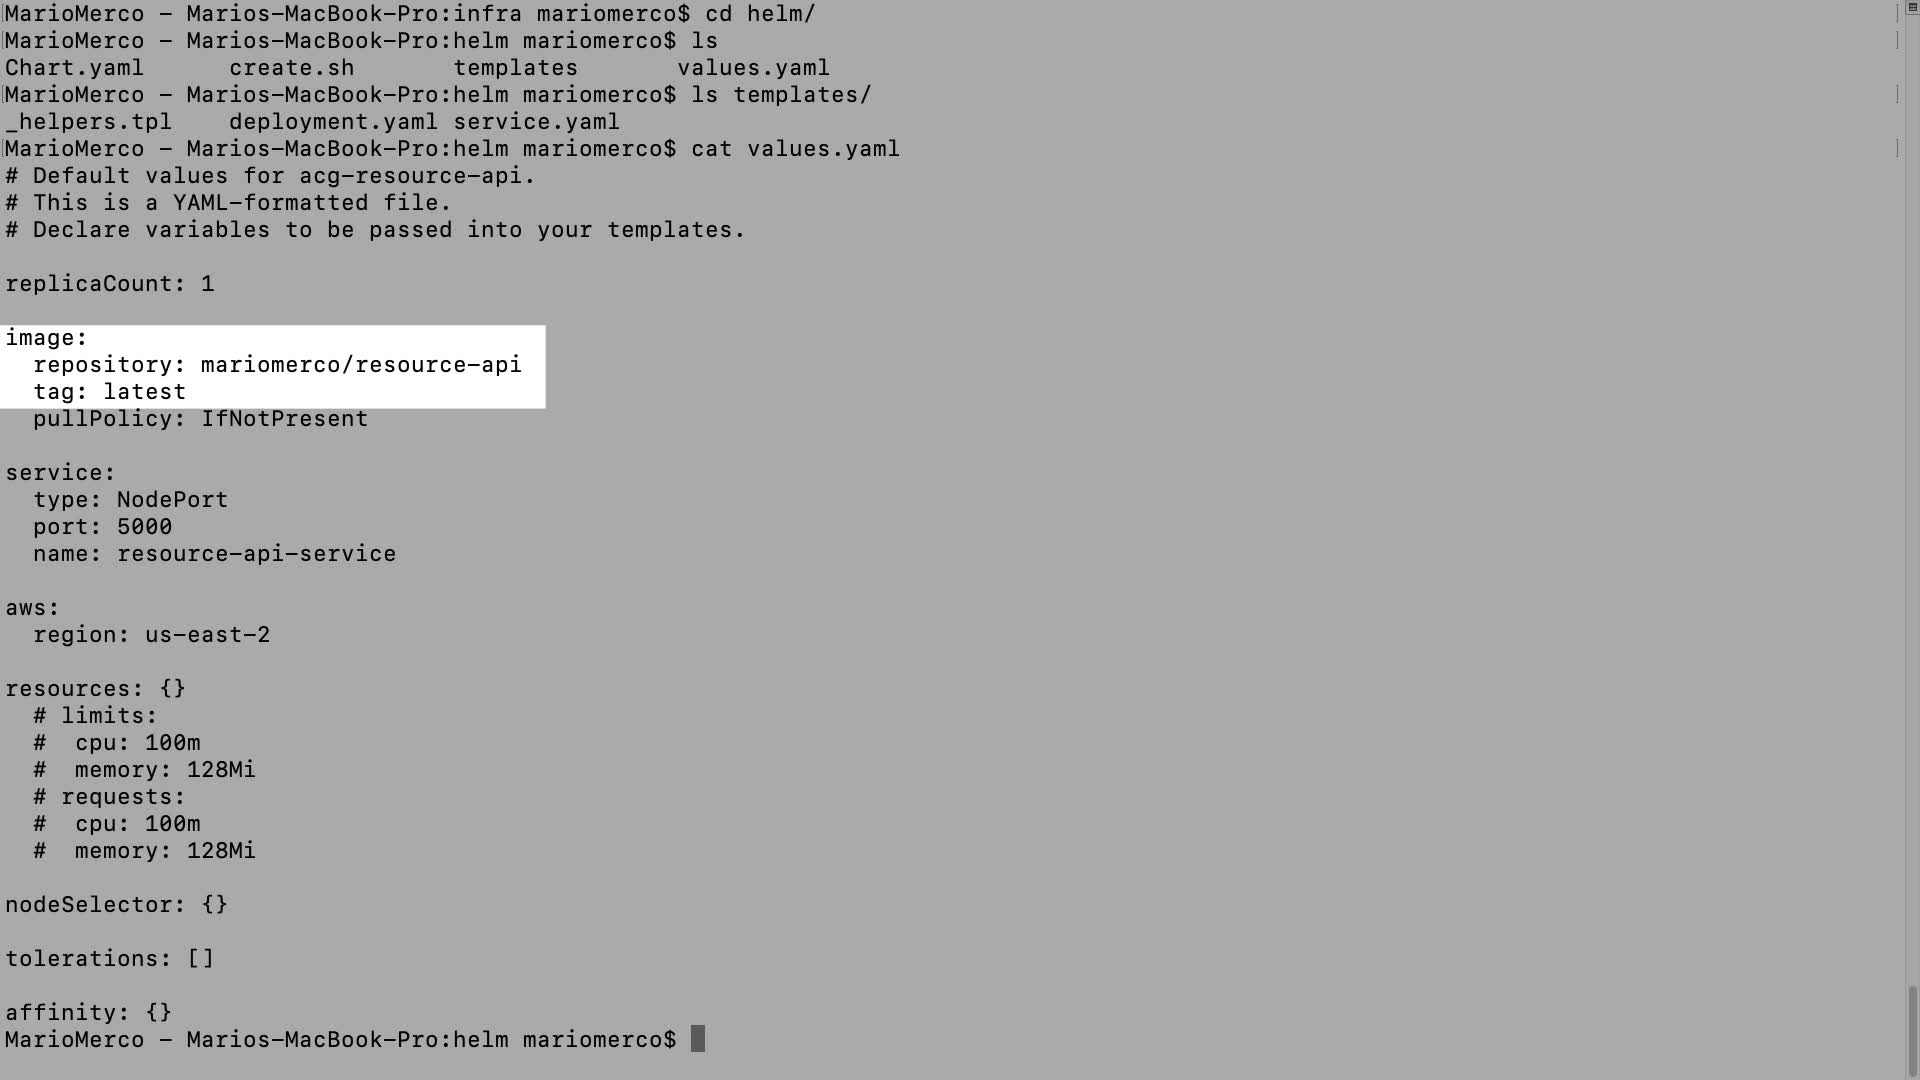 MarioMerco – Marios-MacBook-Pro:infra mariomerco$ cd helm/
MarioMerco – Marios-MacBook-Pro:helm mariomerco$ ls
Chart.yaml      create.sh       templates       values.yaml
MarioMerco – Marios-MacBook-Pro:helm mariomerco$ ls templates/
_helpers.tpl    deployment.yaml service.yaml
MarioMerco – Marios-MacBook-Pro:helm mariomerco$ cat values.yaml
# Default values for acg-resource-api.
# This is a YAML-formatted file.
# Declare variables to be passed into your templates.

replicaCount: 1

image:
  repository: mariomerco/resource-api
  tag: latest
  pullPolicy: IfNotPresent

service:
  type: NodePort
  port: 5000
  name: resource-api-service

aws:
  region: us-east-2

resources: {}
  # limits:
  #  cpu: 100m
  #  memory: 128Mi
  # requests:
  #  cpu: 100m
  #  memory: 128Mi

nodeSelector: {}

tolerations: []

affinity: {}
MarioMerco – Marios-MacBook-Pro:helm mariomerco$